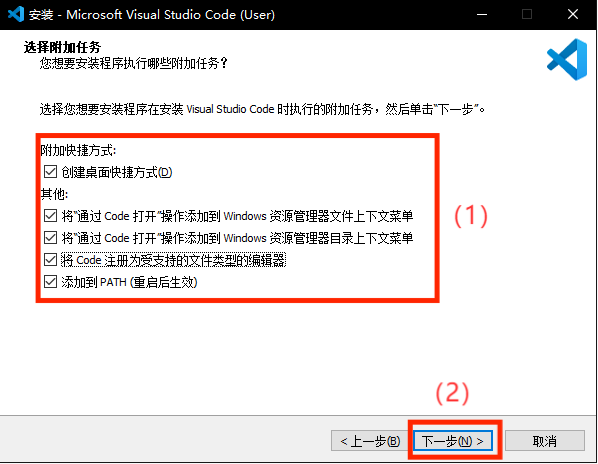 安装 - Microsoft Visual Studio Code (User)
选择附加任务
您想要安装程序执行哪些附加任务？
选择您想要安装程序在安装 Visual Studio Code 时执行的附加任务，然后单击“下一步”。
附加快捷方式:
创建桌面快捷方式(D)
其他:
将“通过 Code 打开”操作添加到 Windows 资源管理器文件上下文菜单
将“通过 Code 打开”操作添加到 Windows 资源管理器目录上下文菜单
将 Code 注册为受支持的文件类型的编辑器
添加到 PATH (重启后生效)
(1)
(2)
< 上一步(B)
下一步(N) >
取消